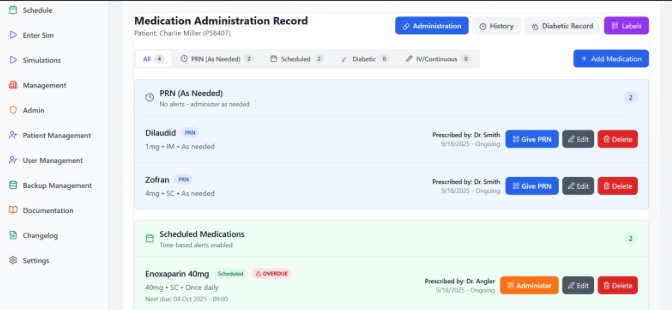 Schedule
Enter Sim
Simulations
Management
Admin
Patient Management
User Management
Backup Management
Documentation
Changelog
Settings
Medication Administration Record
Patient: Charlie Miller (P58407)
Administration
History
Diabetic Record
Labels
All 4
PRN (As Needed) 2
Scheduled 2
Diabetic 0
IV/Continuous 0
+ Add Medication
PRN (As Needed)
No alerts - administer as needed
2
Dilaudid PRN
1mg • IM • As needed
Prescribed by: Dr. Smith
9/18/2025 - Ongoing
Give PRN
Edit
Delete
Zofran PRN
4mg • SC • As needed
Prescribed by: Dr. Smith
9/18/2025 - Ongoing
Give PRN
Edit
Delete
Scheduled Medications
Time-based alerts enabled
2
Enoxaparin 40mg Scheduled OVERDUE
40mg • SC • Once daily
Next due: 04 Oct 2025 - 09:00
Prescribed by: Dr. Angler
9/18/2025 - Ongoing
Administer
Edit
Delete